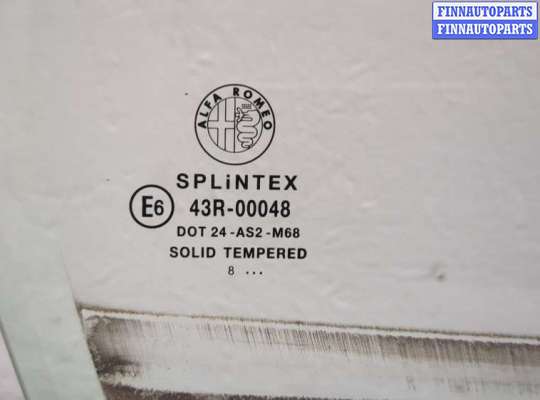 FINNAUTOPARTS
FINNAUTOPARTS
ALFA ROMEO
SPLiNTEX
E6 43R-00048
DOT 24-AS2-M68
SOLID TEMPERED
8 ...